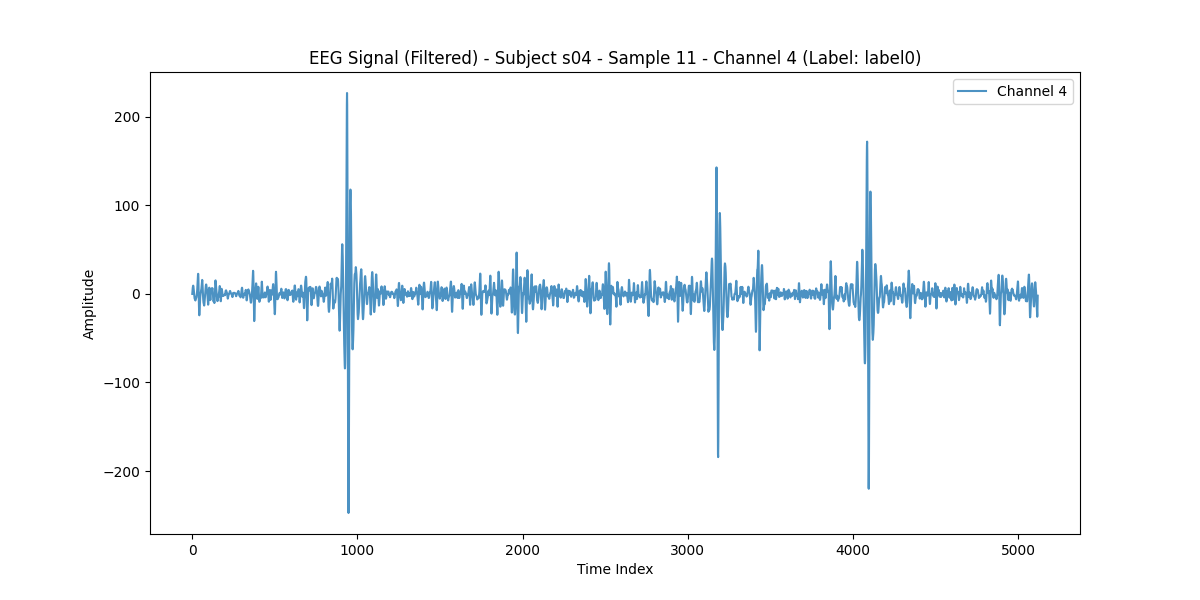 EEG Signal (Filtered) - Subject s04 - Sample 11 - Channel 4 (Label: label0)
Channel 4
200
100
0
−100
−200
Amplitude
0 1000 2000 3000 4000 5000
Time Index